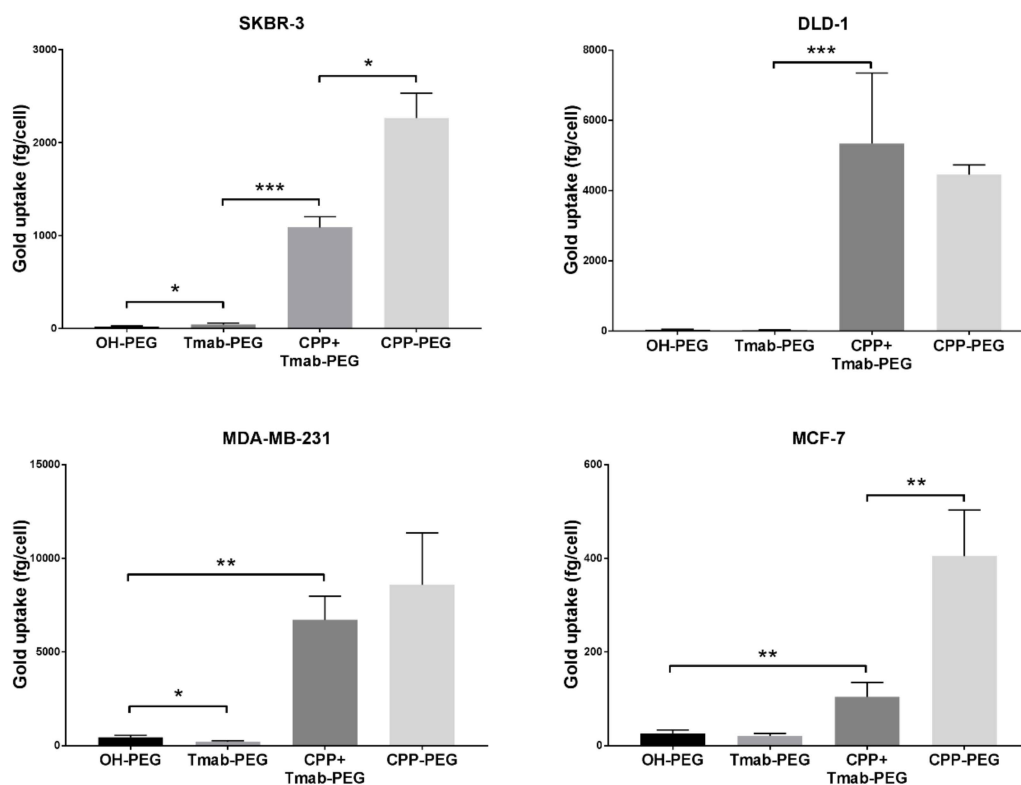 SKBR-3
Gold uptake (fg/cell)
3000
2000
1000
0
*
***
*
OH-PEG Tmab-PEG CPP+ CPP-PEG
Tmab-PEG
DLD-1
Gold uptake (fg/cell)
8000
6000
4000
2000
0
***
OH-PEG Tmab-PEG CPP+ CPP-PEG
Tmab-PEG
MDA-MB-231
Gold uptake (fg/cell)
15000
10000
5000
0
**
*
OH-PEG Tmab-PEG CPP+ CPP-PEG
Tmab-PEG
MCF-7
Gold uptake (fg/cell)
600
400
200
0
**
**
OH-PEG Tmab-PEG CPP+ CPP-PEG
Tmab-PEG